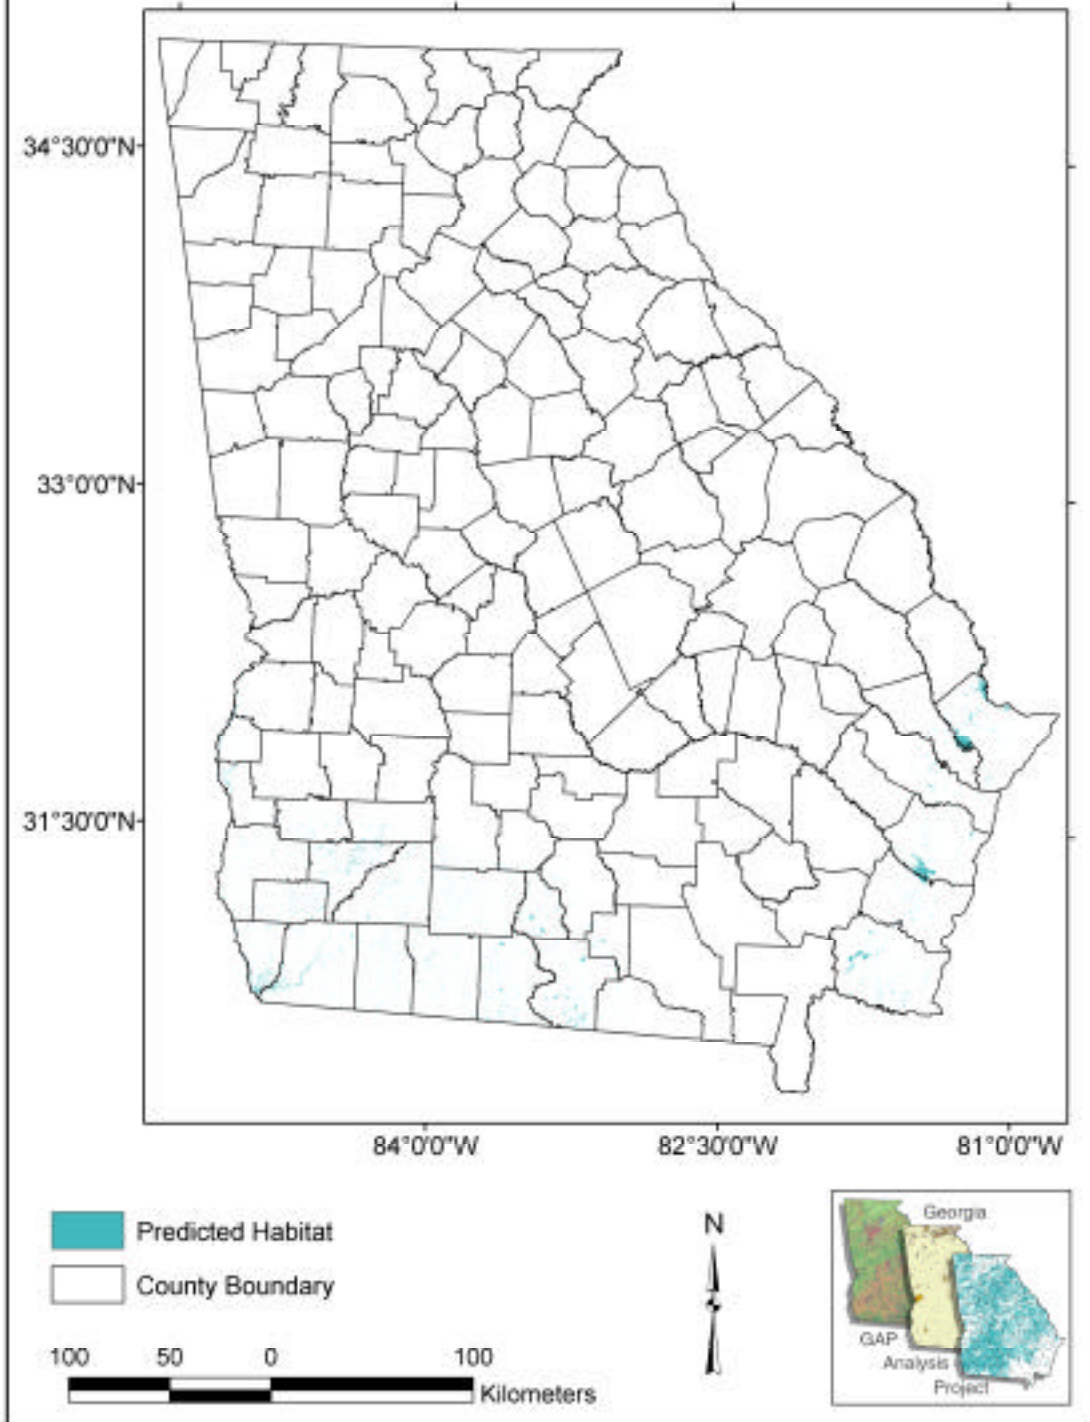 34°30'0"N
33°0'0"N
31°30'0"N
84°0'0"W 82°30'0"W 81°0'0"W
Predicted Habitat
County Boundary
N
100 50 0 100
Kilometers
Georgia
GAP
Analysis
Project